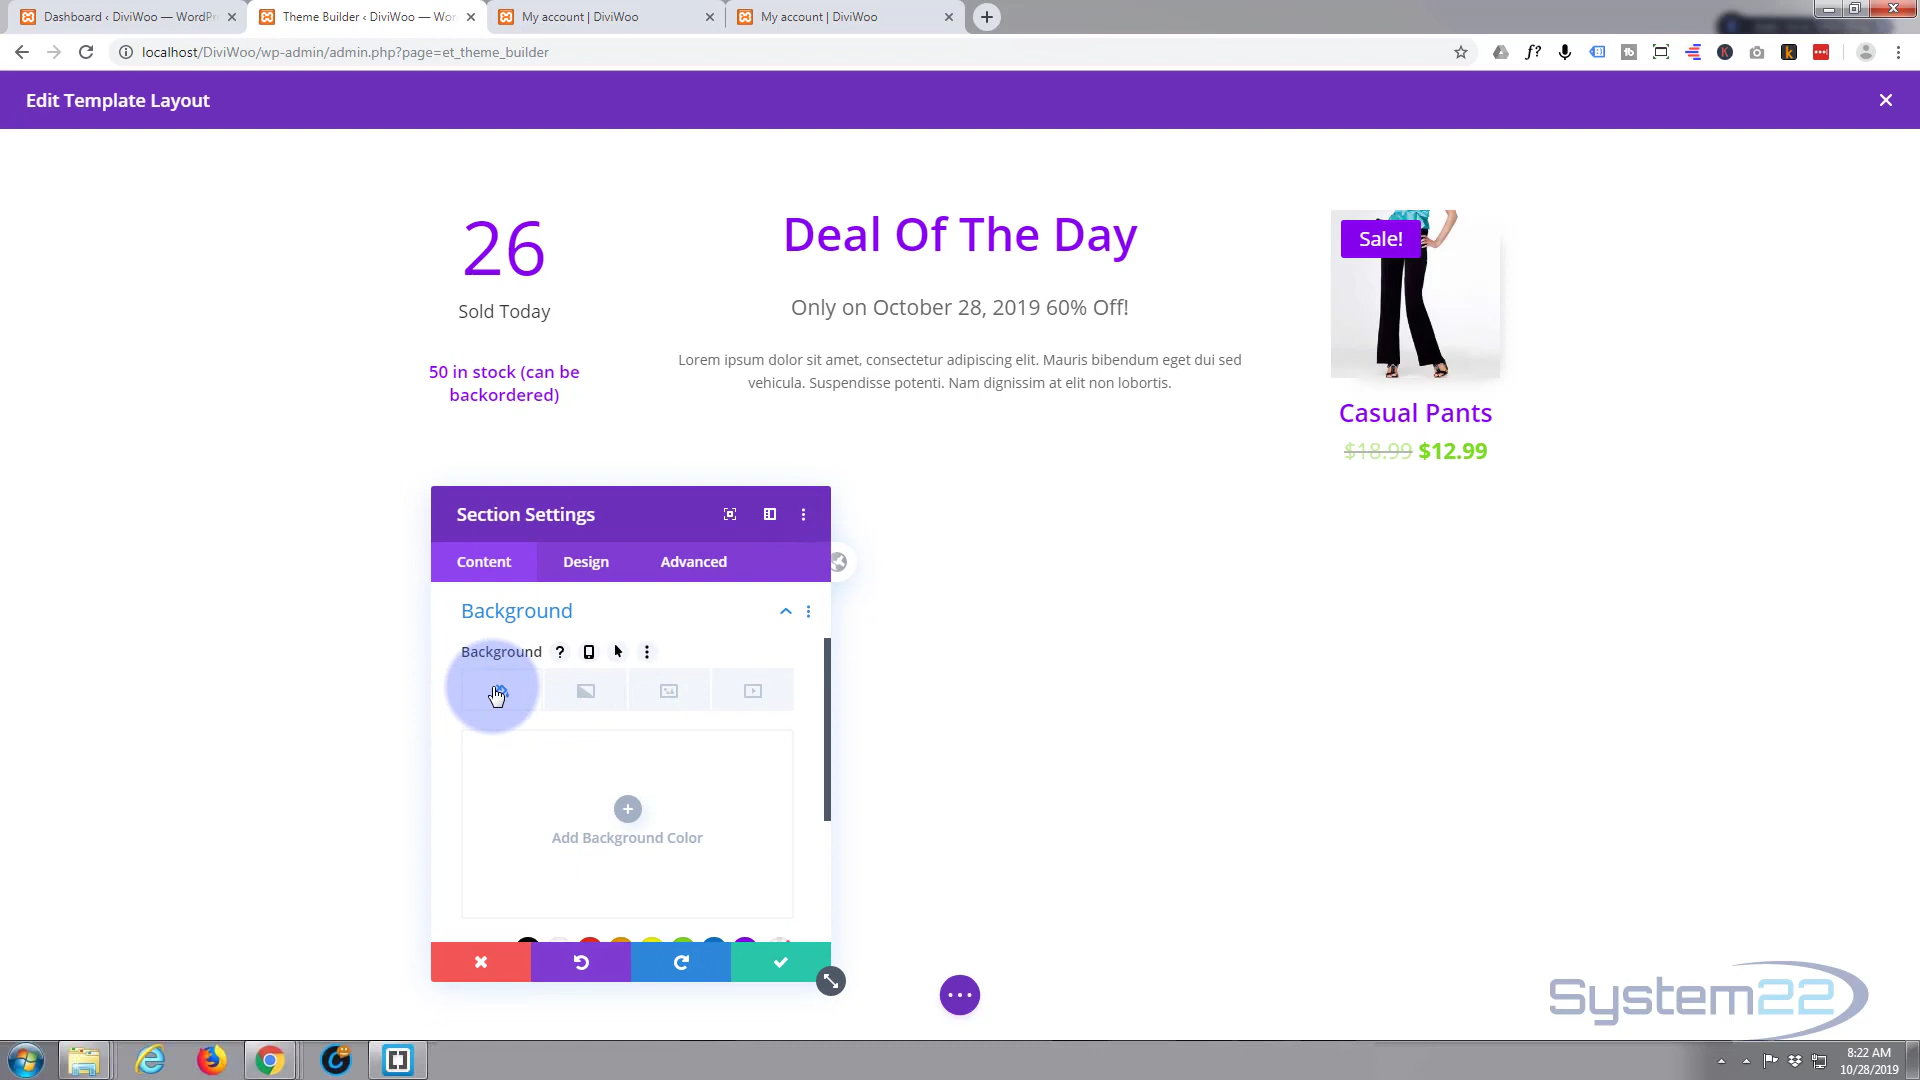 Dashboard ‹ DiviWoo — WordPr
Theme Builder ‹ DiviWoo — Wor
My account | DiviWoo
My account | DiviWoo
localhost/DiviWoo/wp-admin/admin.php?page=et_theme_builder
Edit Template Layout
26
Sold Today
50 in stock (can be
backordered)
Deal Of The Day
Only on October 28, 2019 60% Off!
Lorem ipsum dolor sit amet, consectetur adipiscing elit. Mauris bibendum eget dui sed
vehicula. Suspendisse potenti. Nam dignissim at elit non lobortis.
Sale!
Casual Pants
$18.99 $12.99
Section Settings
Content
Design
Advanced
Background
Background
Add Background Color
System22
8:22 AM
10/28/2019